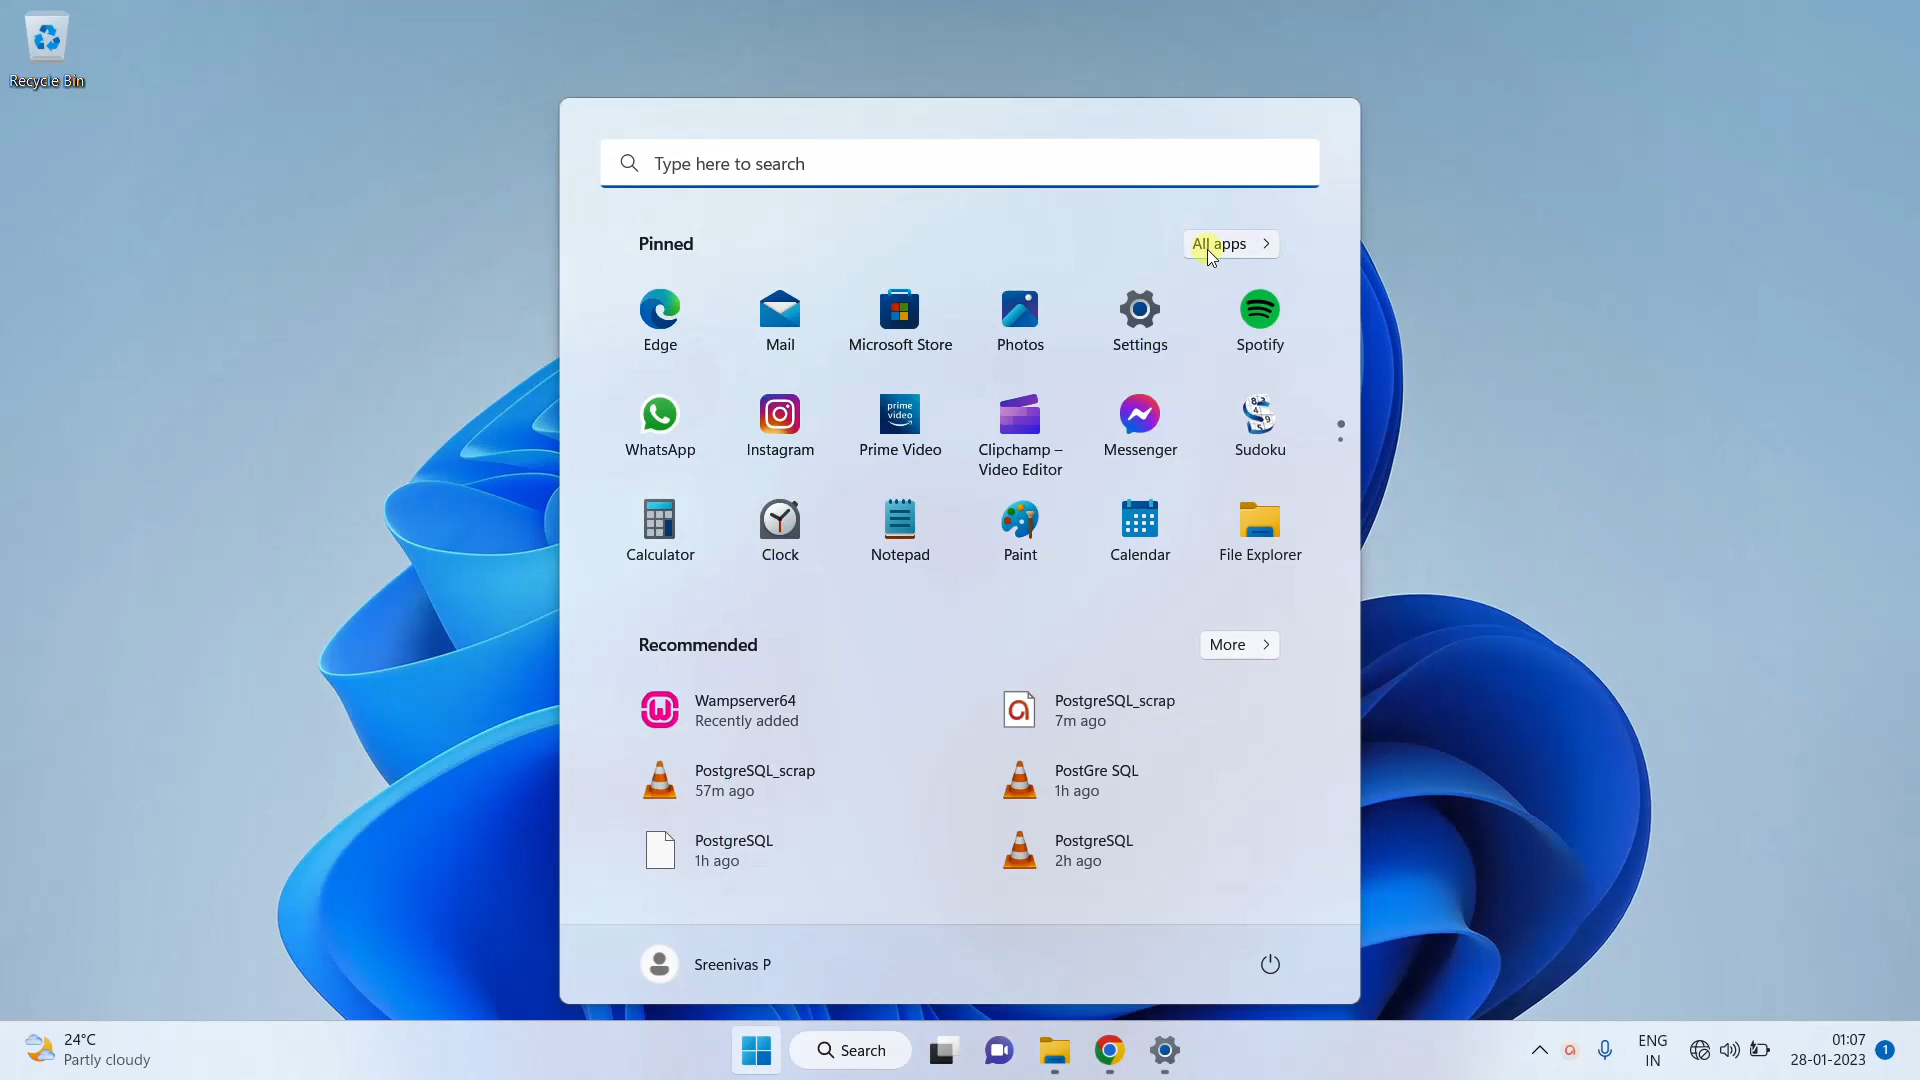 Recycle Bin
Type here to search
Pinned
All apps
Edge
Mail
Microsoft Store
Photos
Settings
Spotify
WhatsApp
Instagram
prime
video
Prime Video
Clipchamp –
Video Editor
Messenger
Sudoku
Calculator
Clock
Notepad
Paint
Calendar
File Explorer
Recommended
More
Wampserver64
Recently added
PostgreSQL_scrap
7m ago
PostgreSQL_scrap
57m ago
PostGre SQL
1h ago
PostgreSQL
1h ago
PostgreSQL
2h ago
Sreenivas P
24°C
Partly cloudy
Search
ENG
IN
01:07
28-01-2023
1